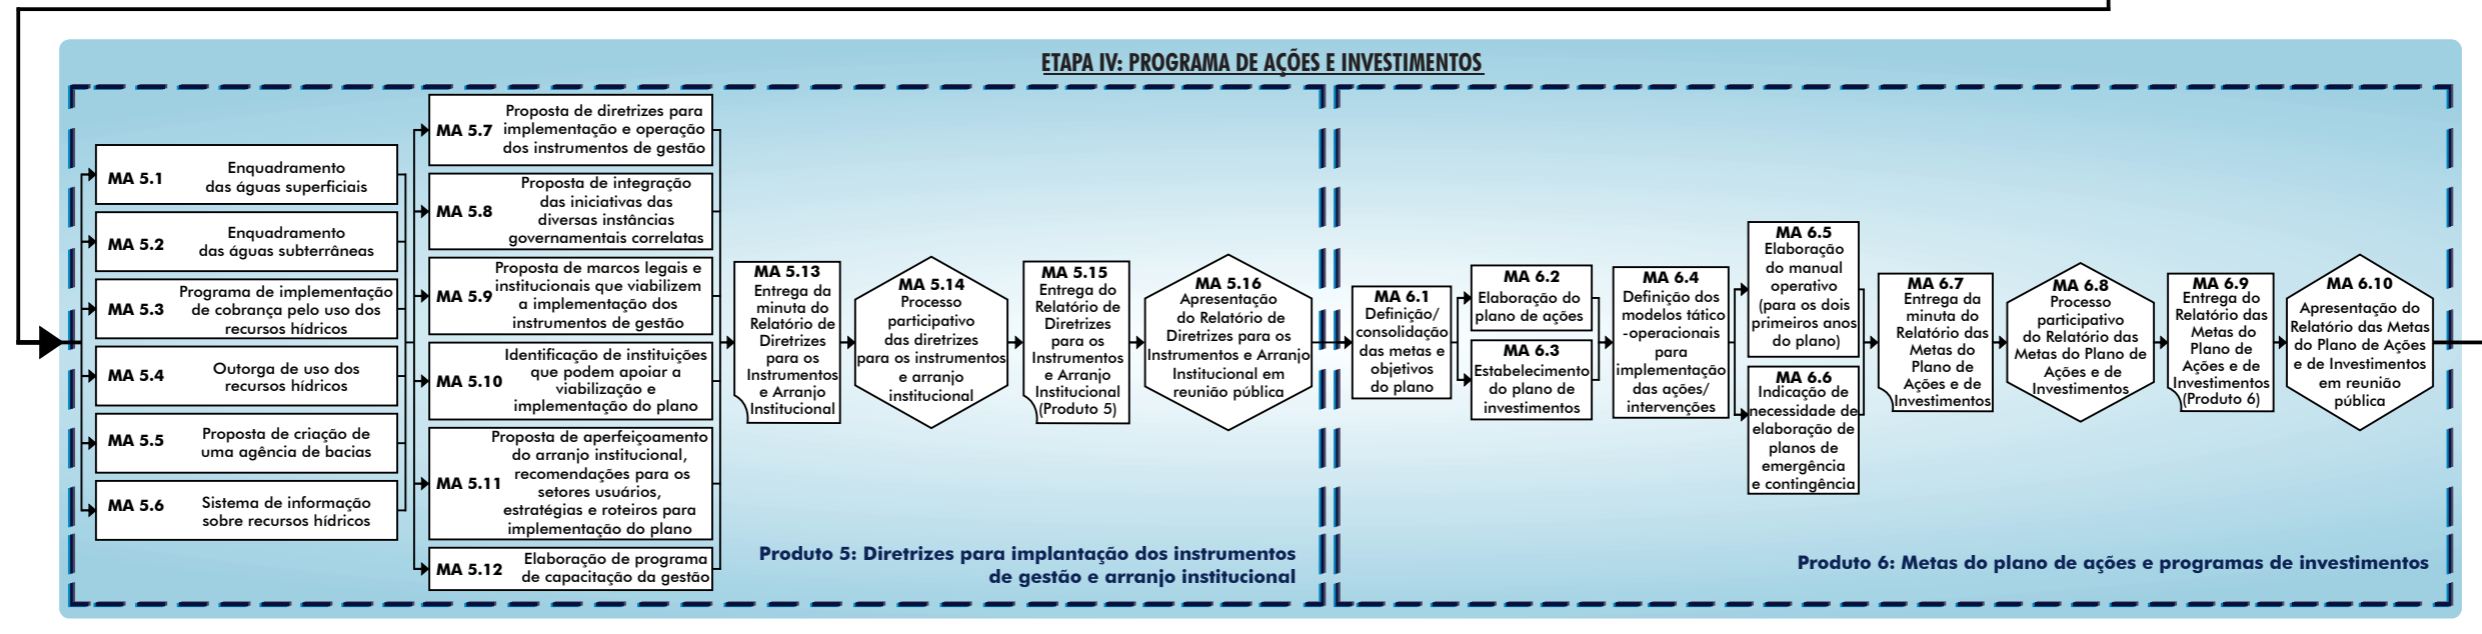 ETAPA IV: PROGRAMA DE AÇÕES E INVESTIMENTOS
MA 5.1
Enquadramento
das águas superficiais
MA 5.2
Enquadramento
das águas subterrâneas
MA 5.3
Programa de implementação
de cobrança pelo uso dos
recursos hídricos
MA 5.4
Outorga de uso dos
recursos hídricos
MA 5.5
Proposta de criação de
uma agência de bacias
MA 5.6
Sistema de informação
sobre recursos hídricos
MA 5.7
Proposta de diretrizes para
implementação e operação
dos instrumentos de gestão
MA 5.8
Proposta de integração
das iniciativas das
diversas instâncias
governamentais correlatas
MA 5.9
Proposta de marcos legais e
institucionais que viabilizem
a implementação dos
instrumentos de gestão
MA 5.10
Identificação de instituições
que podem apoiar a
viabilização e
implementação do plano
MA 5.11
Proposta de aperfeiçoamento
do arranjo institucional,
recomendações para os
setores usuários,
estratégias e roteiros para
implementação do plano
MA 5.12
Elaboração de programa
de capacitação da gestão
MA 5.13
Entrega da
minuta do
Relatório de
Diretrizes
para os
Instrumentos
e Arranjo
Institucional
MA 5.14
Processo
participativo
das diretrizes
para os instrumentos
e arranjo
institucional
MA 5.15
Entrega do
Relatório de
Diretrizes
para os
Instrumentos
e Arranjo
Institucional
(Produto 5)
MA 5.16
Apresentação
do Relatório de
Diretrizes para os
Instrumentos e Arranjo
Institucional em
reunião pública
Produto 5: Diretrizes para implantação dos instrumentos
de gestão e arranjo institucional
MA 6.1
Definição/
consolidação
das metas e
objetivos
do plano
MA 6.2
Elaboração do
plano de ações
MA 6.3
Estabelecimento
do plano de
investimentos
MA 6.4
Definição dos
modelos tático
-operacionais
para
implementação
das ações/
intervenções
MA 6.5
Elaboração
do manual
operativo
(para os dois
primeiros anos
do plano)
MA 6.6
Indicação de
necessidade de
elaboração de
planos de
emergência
e contingência
MA 6.7
Entrega da
minuta do
Relatório das
Metas do
Plano de
Ações e de
Investimentos
MA 6.8
Processo
participativo
do Relatório das
Metas do Plano de
Ações e de
Investimentos
MA 6.9
Entrega do
Relatório das
Metas do
Plano de
Ações e de
Investimentos
(Produto 6)
MA 6.10
Apresentação do
Relatório das Metas
do Plano de Ações
e de Investimentos
em reunião
pública
Produto 6: Metas do plano de ações e programas de investimentos